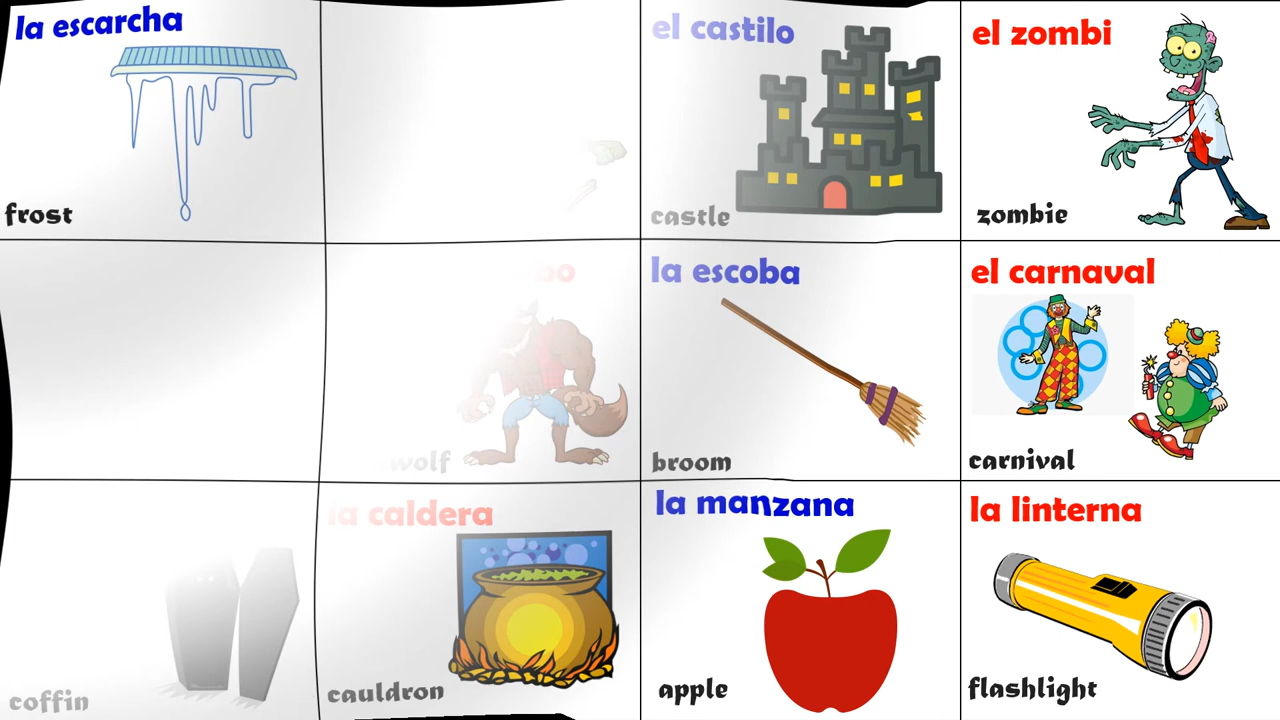 la escarcha
frost
el castilo
castle
el zombi
zombie
bo
wolf
la escoba
broom
el carnaval
carnival
coffin
la caldera
cauldron
la manzana
apple
la linterna
flashlight